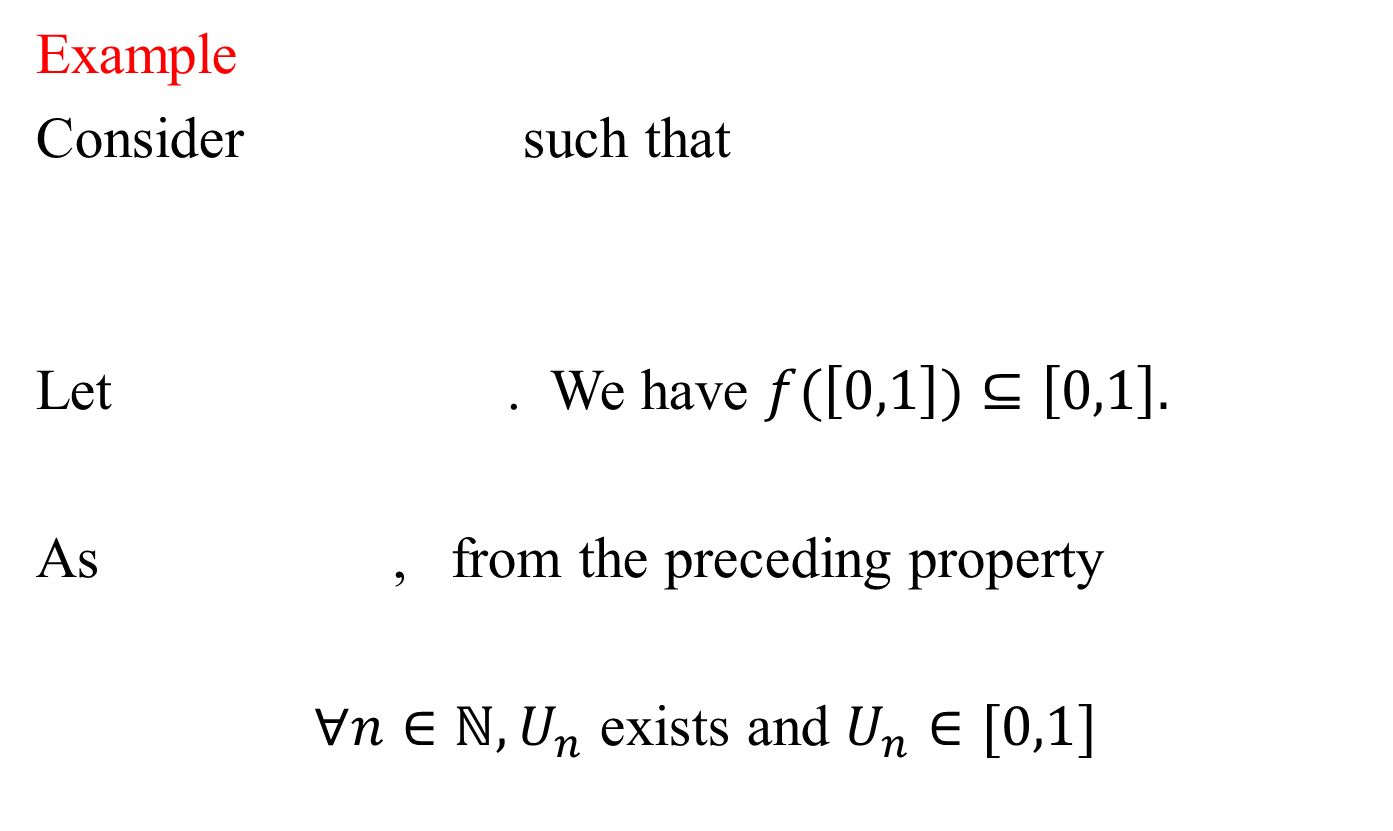 Example
Consider such that
Let . We have 𝑓([0,1]) ⊆ [0,1].
As , from the preceding property
∀𝑛 ∈ ℕ, 𝑈ₙ exists and 𝑈ₙ ∈ [0,1]